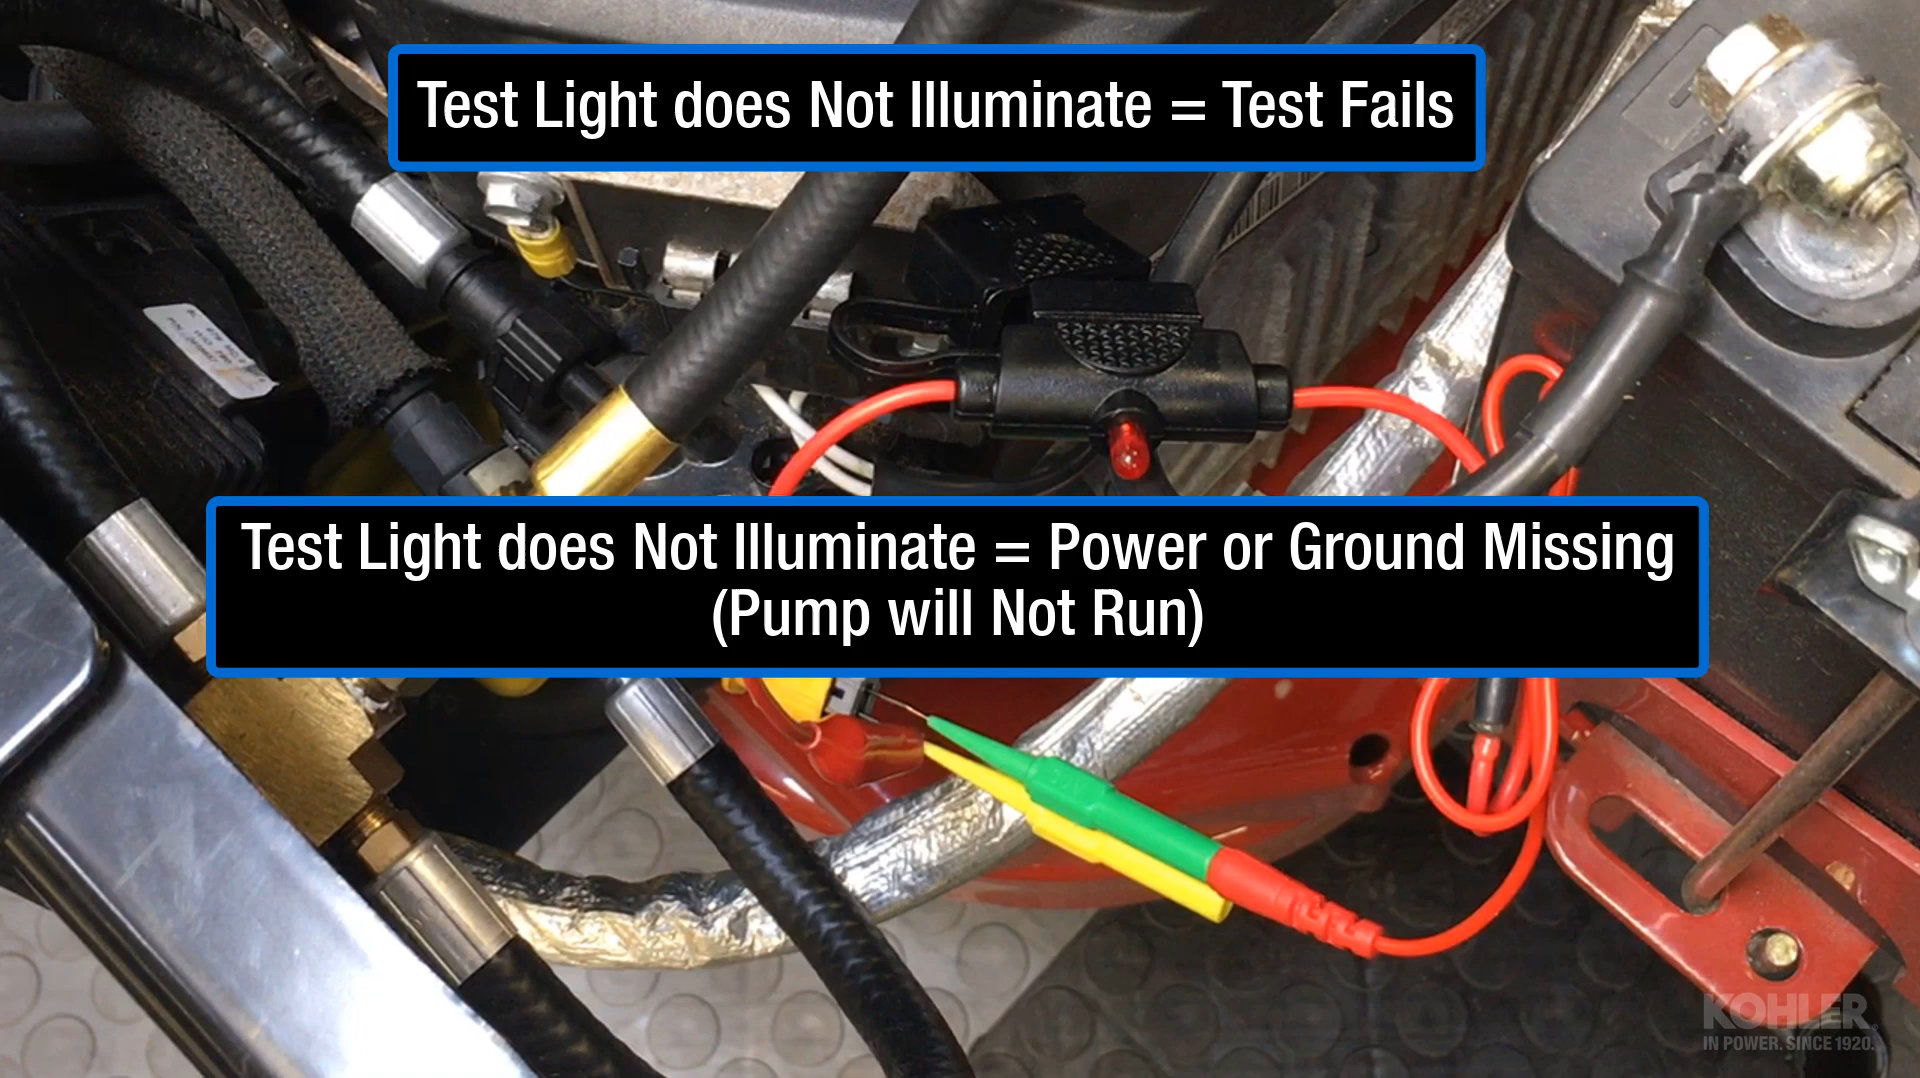 Test Light does Not Illuminate = Test Fails
Test Light does Not Illuminate = Power or Ground Missing
(Pump will Not Run)
KOHLER®
IN POWER. SINCE 1920.